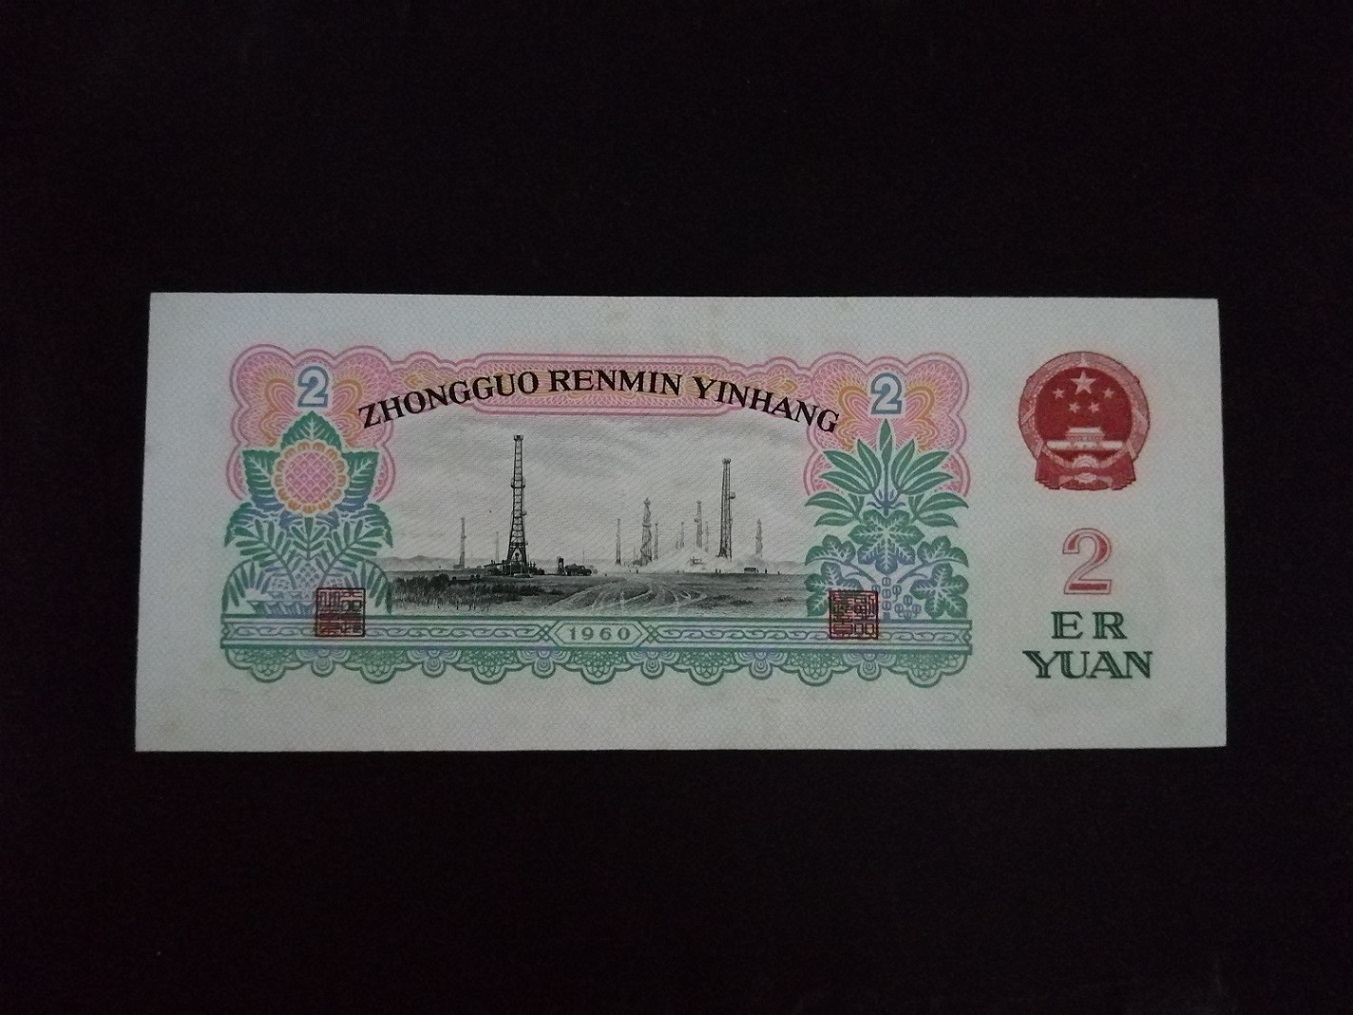 2
ZHONGGUO RENMIN YINHANG
2
1960
2
ER
YUAN